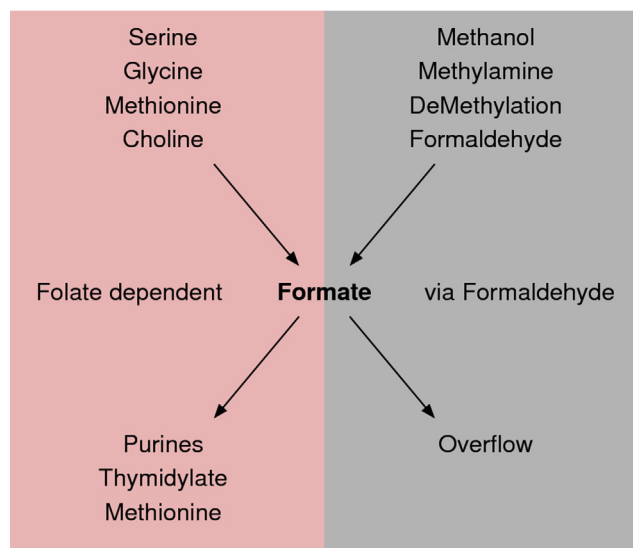 Serine
Glycine
Methionine
Choline
Methanol
Methylamine
DeMethylation
Formaldehyde
Folate dependent
Formate
via Formaldehyde
Purines
Thymidylate
Methionine
Overflow